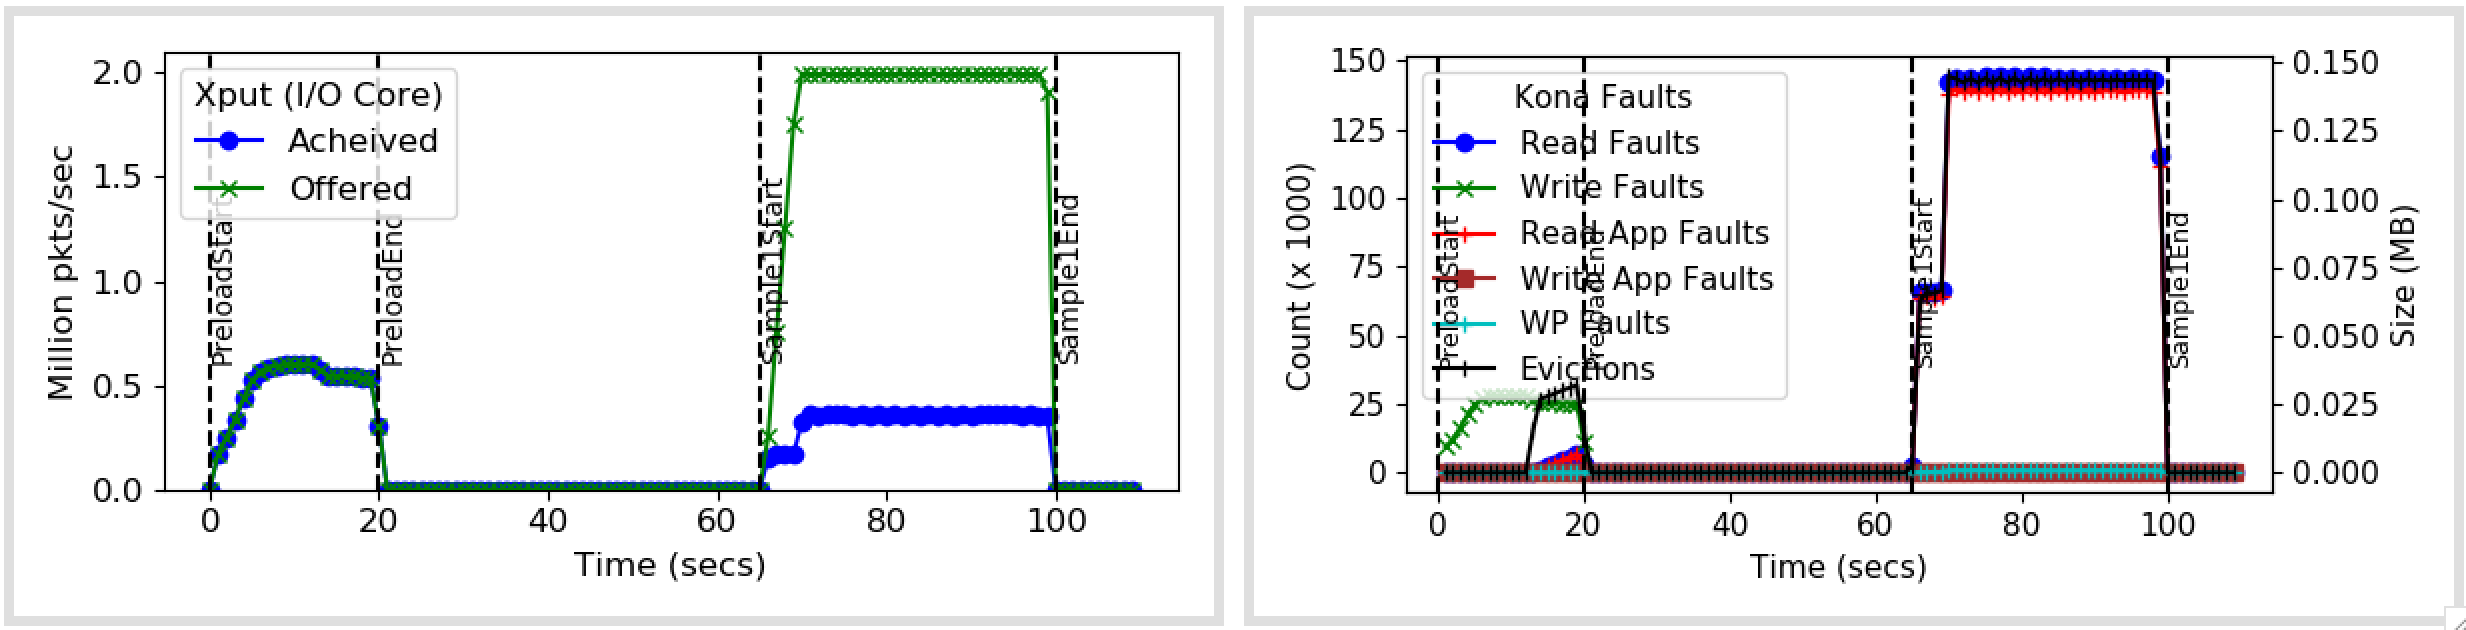 Xput (I/O Core)
Acheived
Offered
Million pkts/sec
2.0
1.5
1.0
0.5
0.0
PreloadStart
PreloadEnd
Sample1Start
Sample1End
0 20 40 60 80 100
Time (secs)
Kona Faults
Read Faults
Write Faults
Read App Faults
Write App Faults
WP Faults
Evictions
Count (x 1000)
150
125
100
75
50
25
0
PreloadStart
PreloadEnd
Sample1Start
Sample1End
0.150
0.125
0.100
0.075
0.050
0.025
0.000
Size (MB)
0 20 40 60 80 100
Time (secs)